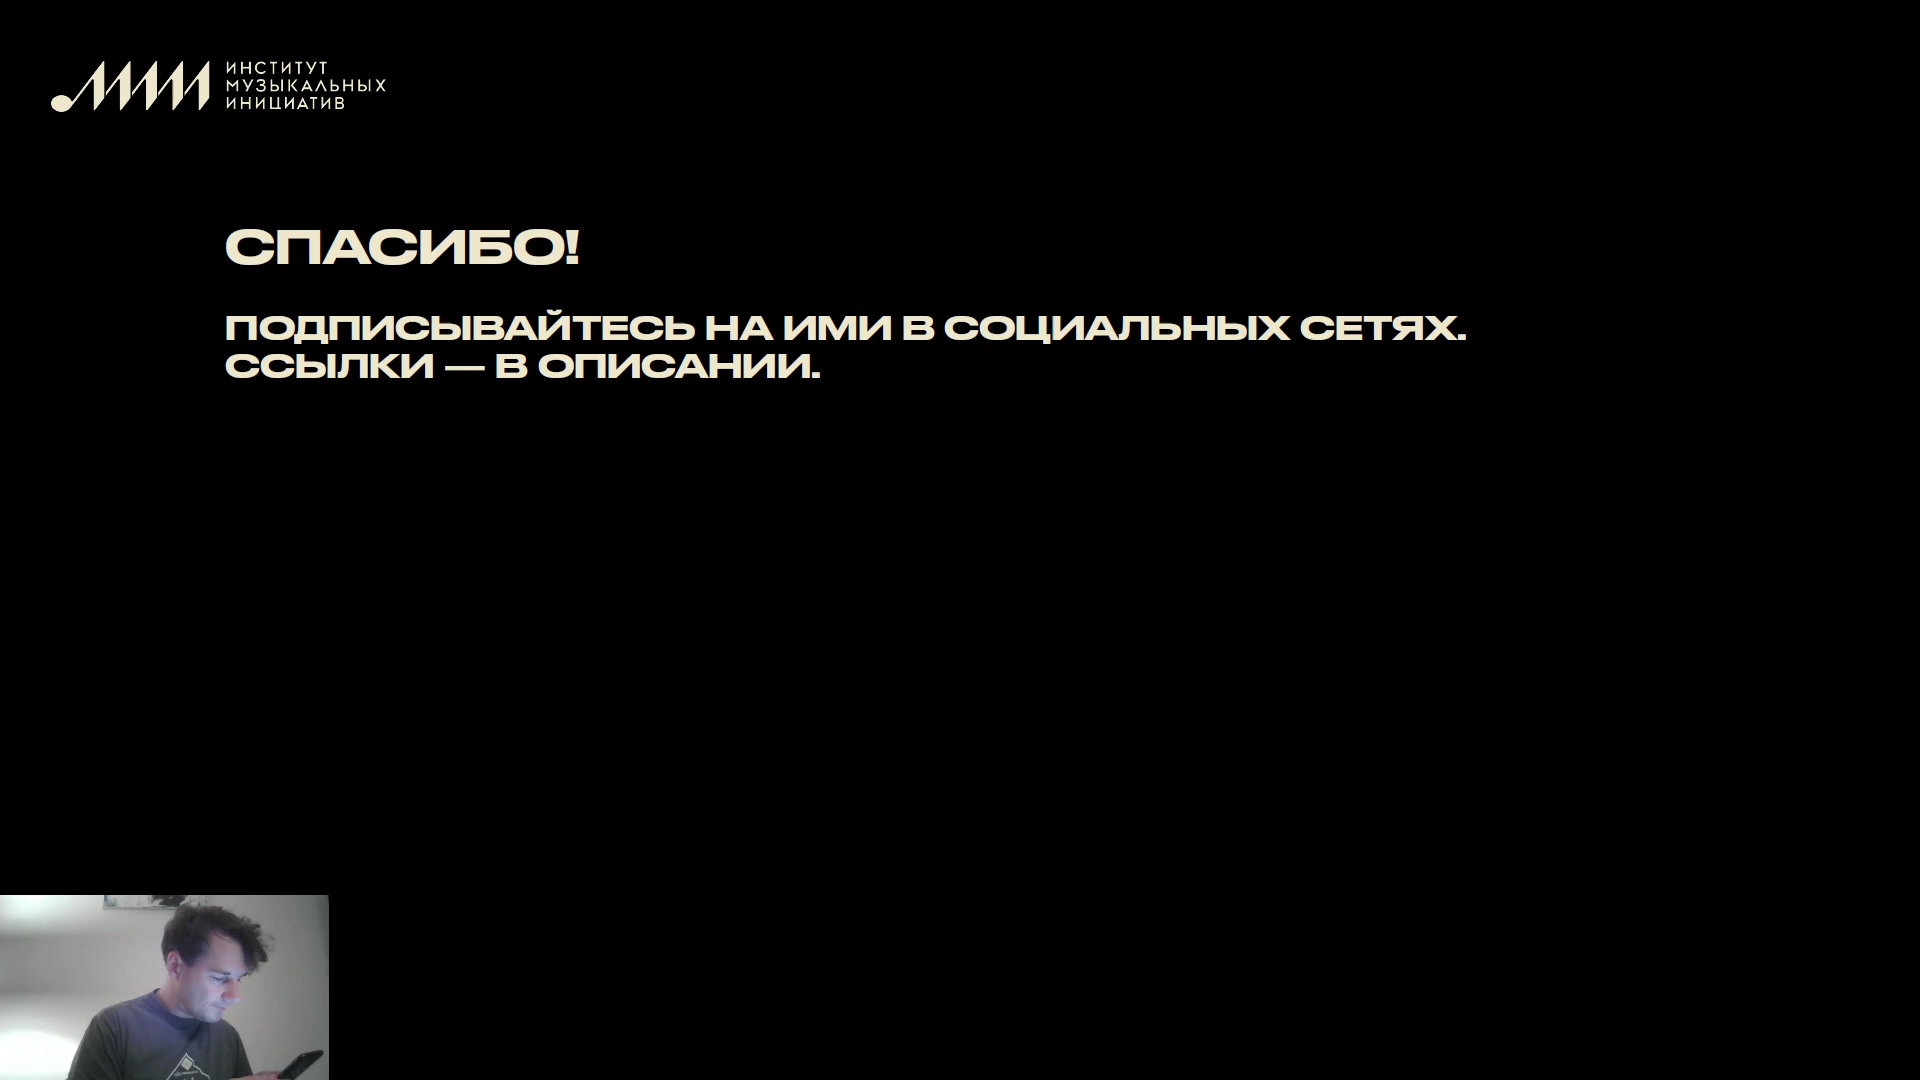 ИНСТИТУТ
МУЗЫКАЛЬНЫХ
ИНИЦИАТИВ
СПАСИБО!
ПОДПИСЫВАЙТЕСЬ НА ИМИ В СОЦИАЛЬНЫХ СЕТЯХ.
ССЫЛКИ — В ОПИСАНИИ.